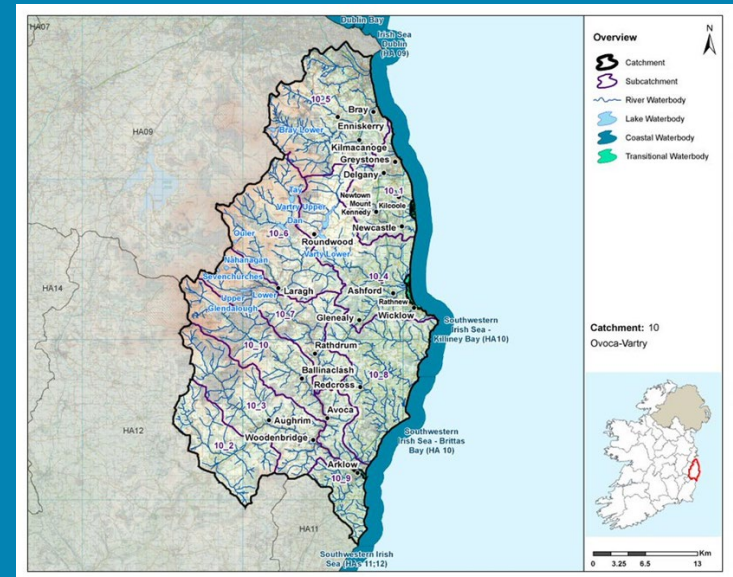 HA07
Dublin Bay
Irish Sea
Dublin
(HA 09)
10_5
Bray
Enniskerry
Bray Lower
HA09
Kilmacanoge
Greystones
Delgany
10_1
Tay
Newtown
Mount
Kennedy
Kilcoole
Vartry Upper
Dan
Newcastle
10_6
Ouler
Roundwood
Varty Lower
Nahanagan
Sevenchurches
10_4
HA14
Laragh
Ashford
Rathnew
Upper
Lower
Glendalough
Wicklow
10_7
Glenealy
Southwestern
Irish Sea -
Killiney Bay (HA10)
10_10
Rathdrum
Ballinaclash
10_8
Redcross
10_3
Avoca
Aughrim
HA12
10_2
Woodenbridge
Southwestern
Irish Sea - Brittas
Bay (HA 10)
Arklow
10_9
HA11
Southwestern Irish
Sea (HAs 11;12)
Overview
N
Catchment
Subcatchment
River Waterbody
Lake Waterbody
Coastal Waterbody
Transitional Waterbody
Catchment: 10
Ovoca-Vartry
Km
0 3.25 6.5 13